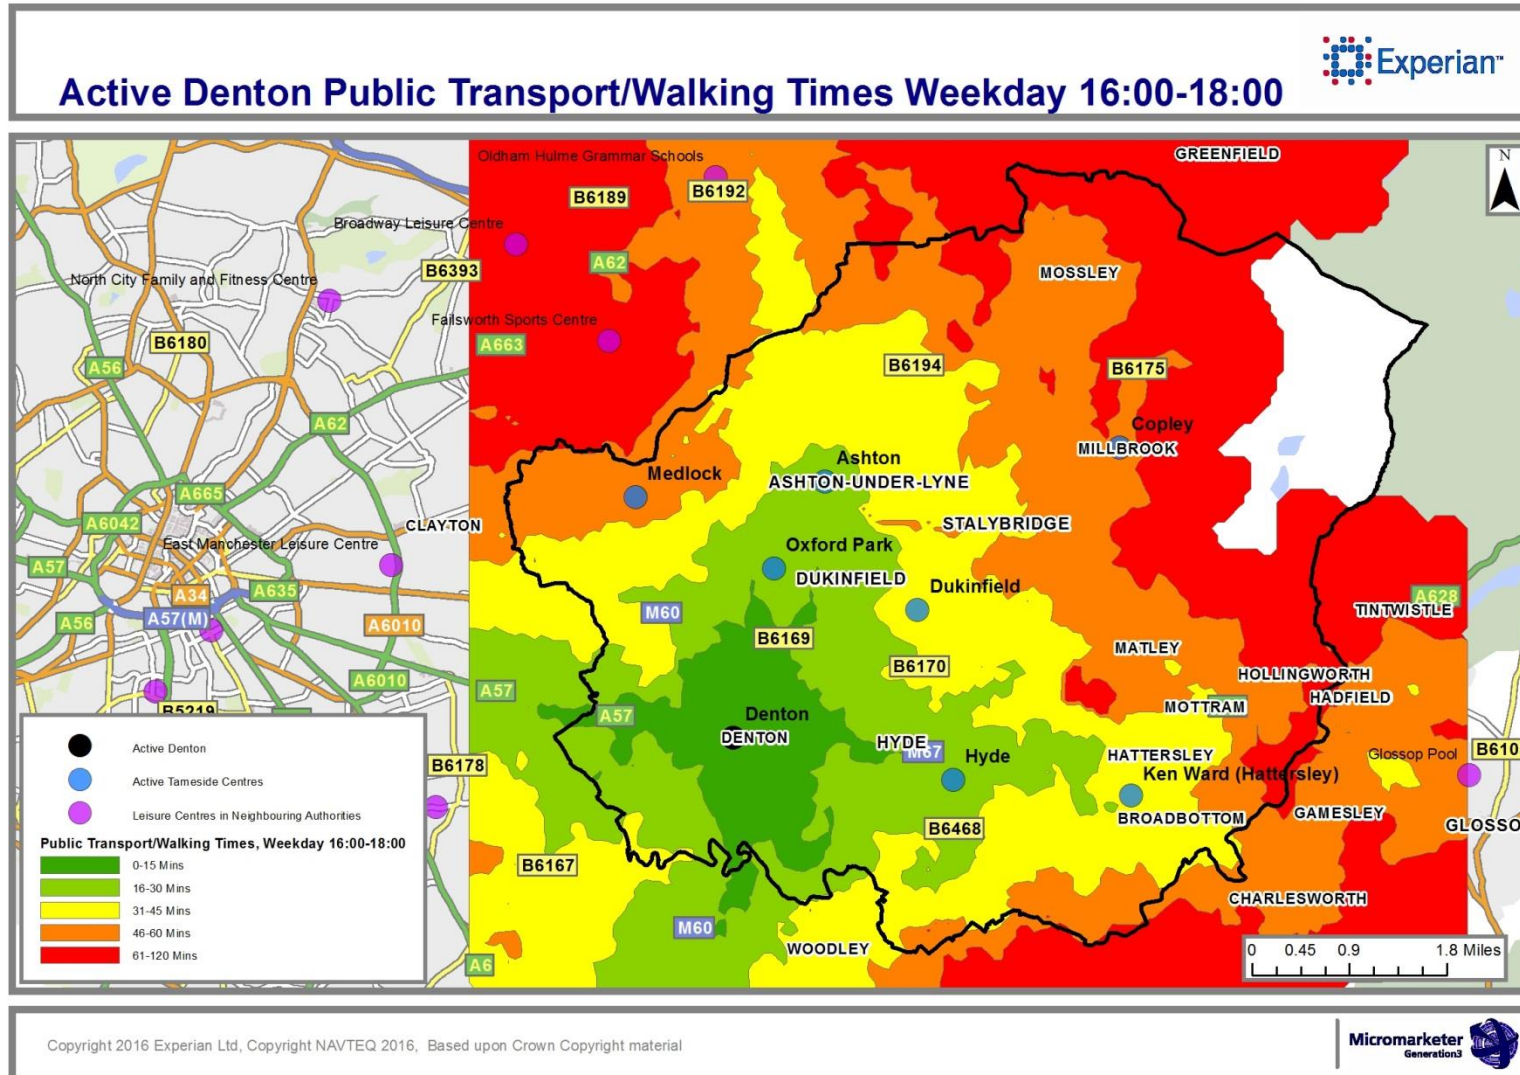 Active Denton Public Transport/Walking Times Weekday 16:00-18:00
Experian™
GREENFIELD
N
Oldham Hulme Grammar Schools
B6189
B6192
Broadway Leisure Centre
B6393
A62
MOSSLEY
North City Family and Fitness Centre
Failsworth Sports Centre
B6180
A663
A56
B6194
B6175
A62
Copley
MILLBROOK
Medlock
Ashton
ASHTON-UNDER-LYNE
A665
A6042
CLAYTON
STALYBRIDGE
East Manchester Leisure Centre
Oxford Park
A57
DUKINFIELD
Dukinfield
A34
A635
A628
TINTWISTLE
A56
A57(M)
A6010
M60
B6169
MATLEY
B6170
HOLLINGWORTH
A6010
A57
HADFIELD
B5219
MOTTRAM
A57
Denton
DENTON
HYDE
M67
HATTERSLEY
Glossop Pool
B610
B6178
Hyde
Ken Ward (Hattersley)
BROADBOTTOM
GAMESLEY
GLOSSO
B6468
B6167
CHARLESWORTH
M60
WOODLEY
A6
Active Denton
Active Tameside Centres
Leisure Centres in Neighbouring Authorities
Public Transport/Walking Times, Weekday 16:00-18:00
0-15 Mins
16-30 Mins
31-45 Mins
46-60 Mins
61-120 Mins
0 0.45 0.9 1.8 Miles
Copyright 2016 Experian Ltd, Copyright NAVTEQ 2016, Based upon Crown Copyright material
Micromarketer
Generation3